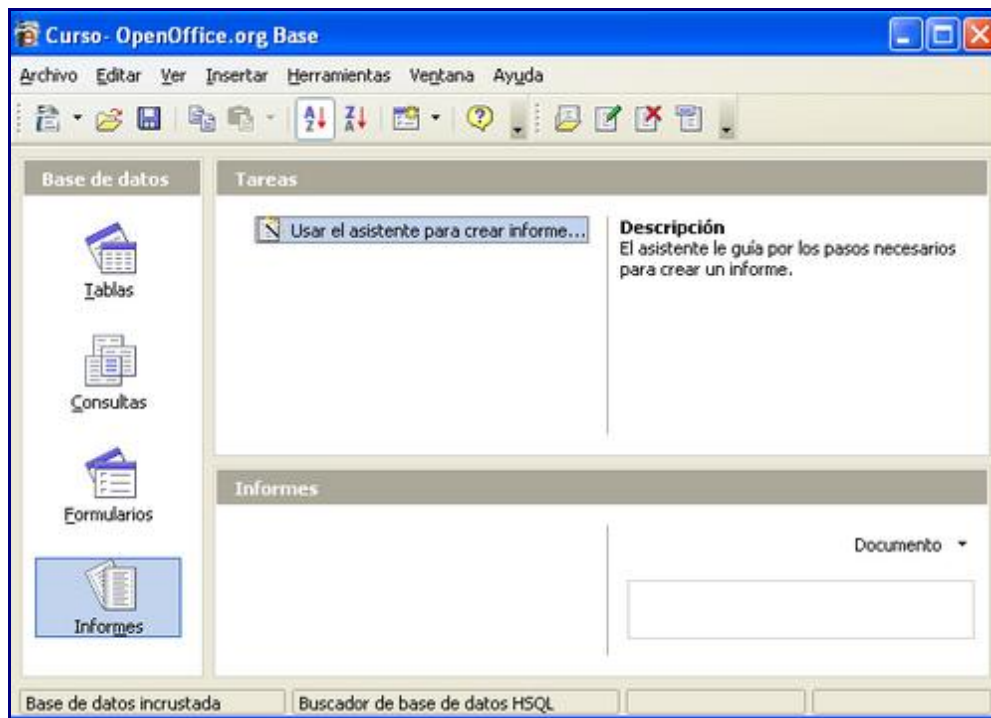 Curso- OpenOffice.org Base
Archivo Editar Ver Insertar Herramientas Ventana Ayuda
Base de datos
Tareas
Usar el asistente para crear informe...
Descripción
El asistente le guía por los pasos necesarios
para crear un informe.
Tablas
Consultas
Formularios
Informes
Informes
Documento
Base de datos incrustada
Buscador de base de datos HSQL